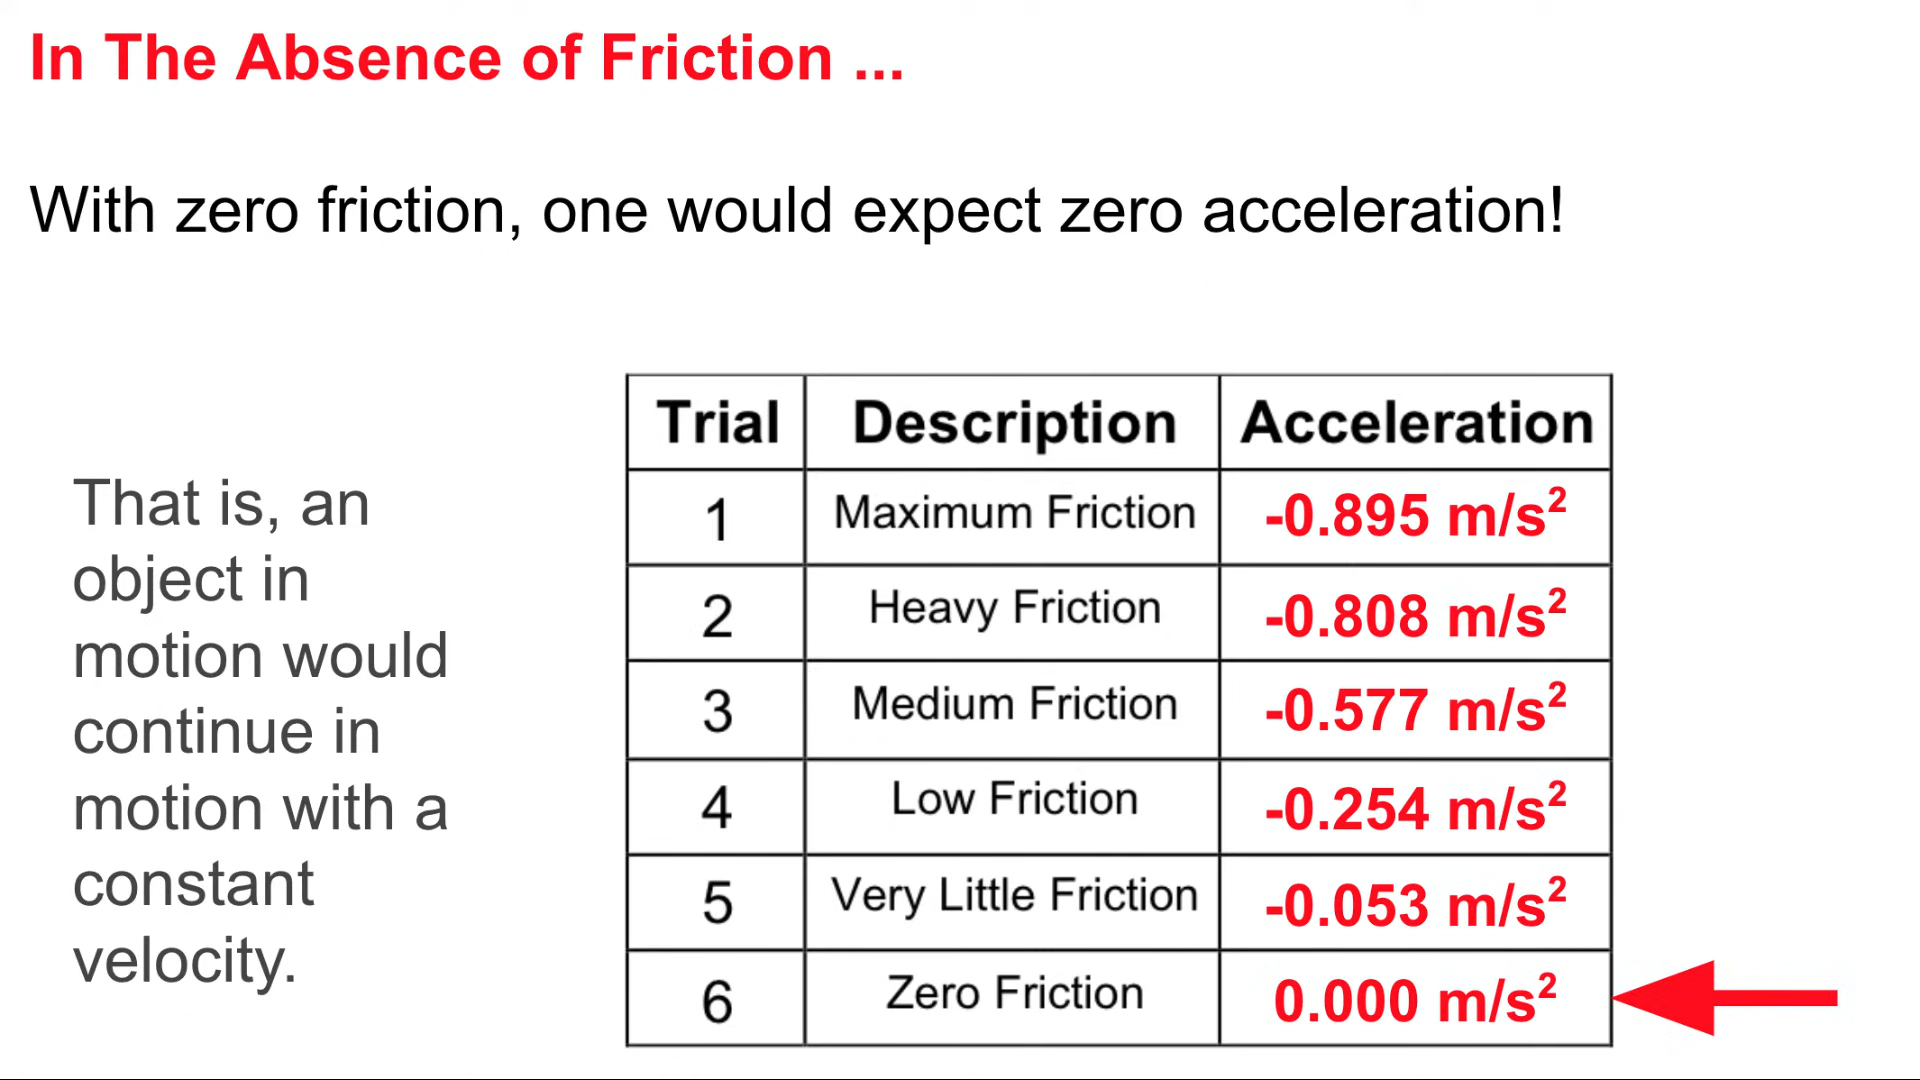 In The Absence of Friction ...
With zero friction, one would expect zero acceleration!
That is, an
object in
motion would
continue in
motion with a
constant
velocity.
Trial Description Acceleration
1 Maximum Friction -0.895 m/s²
2 Heavy Friction -0.808 m/s²
3 Medium Friction -0.577 m/s²
4 Low Friction -0.254 m/s²
5 Very Little Friction -0.053 m/s²
6 Zero Friction 0.000 m/s²